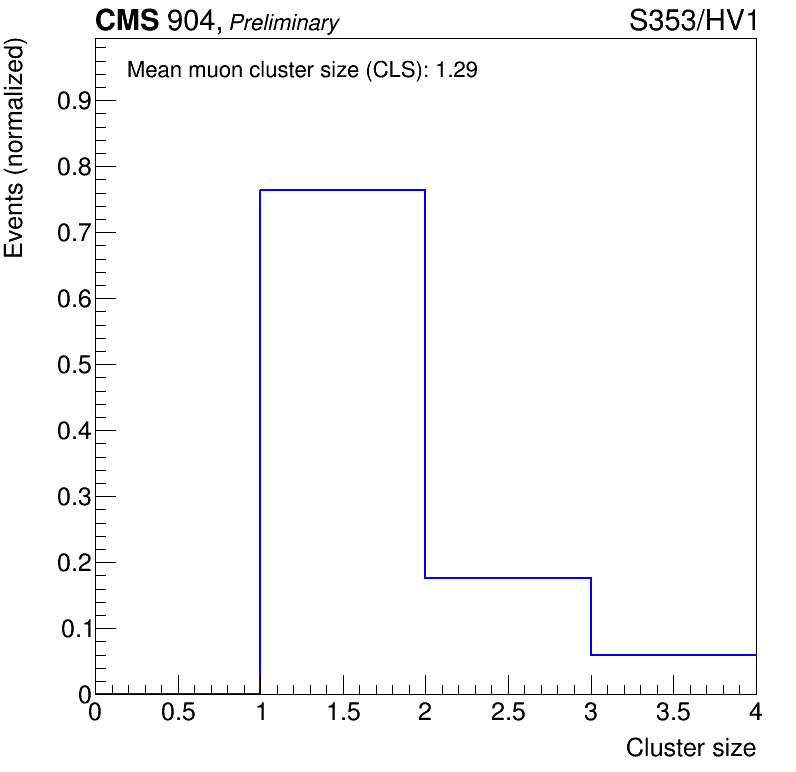 CMS 904, Preliminary S353/HV1
Mean muon cluster size (CLS): 1.29
Events (normalized)
0.9
0.8
0.7
0.6
0.5
0.4
0.3
0.2
0.1
0
0 0.5 1 1.5 2 2.5 3 3.5 4
Cluster size